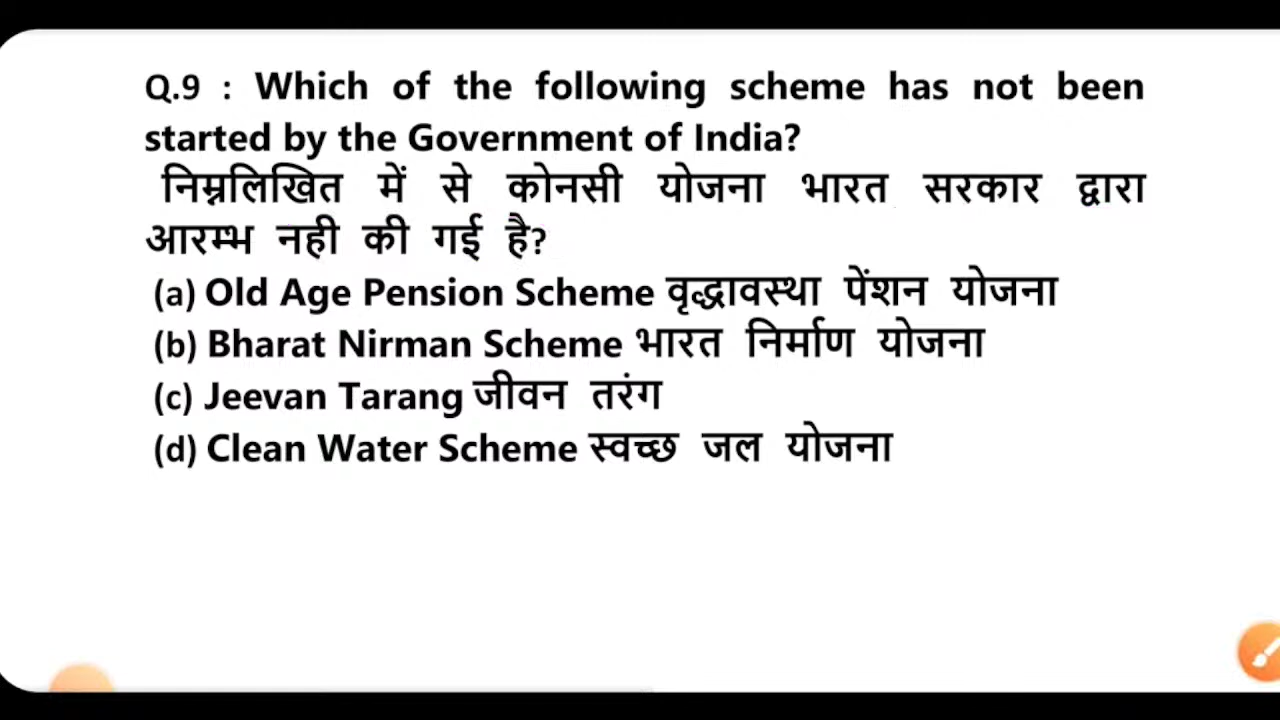 Q.9 : Which of the following scheme has not been
started by the Government of India?
निम्नलिखित में से कोनसी योजना भारत सरकार द्वारा
आरम्भ नही की गई है?
(a) Old Age Pension Scheme वृद्धावस्था पेंशन योजना
(b) Bharat Nirman Scheme भारत निर्माण योजना
(c) Jeevan Tarang जीवन तरंग
(d) Clean Water Scheme स्वच्छ जल योजना